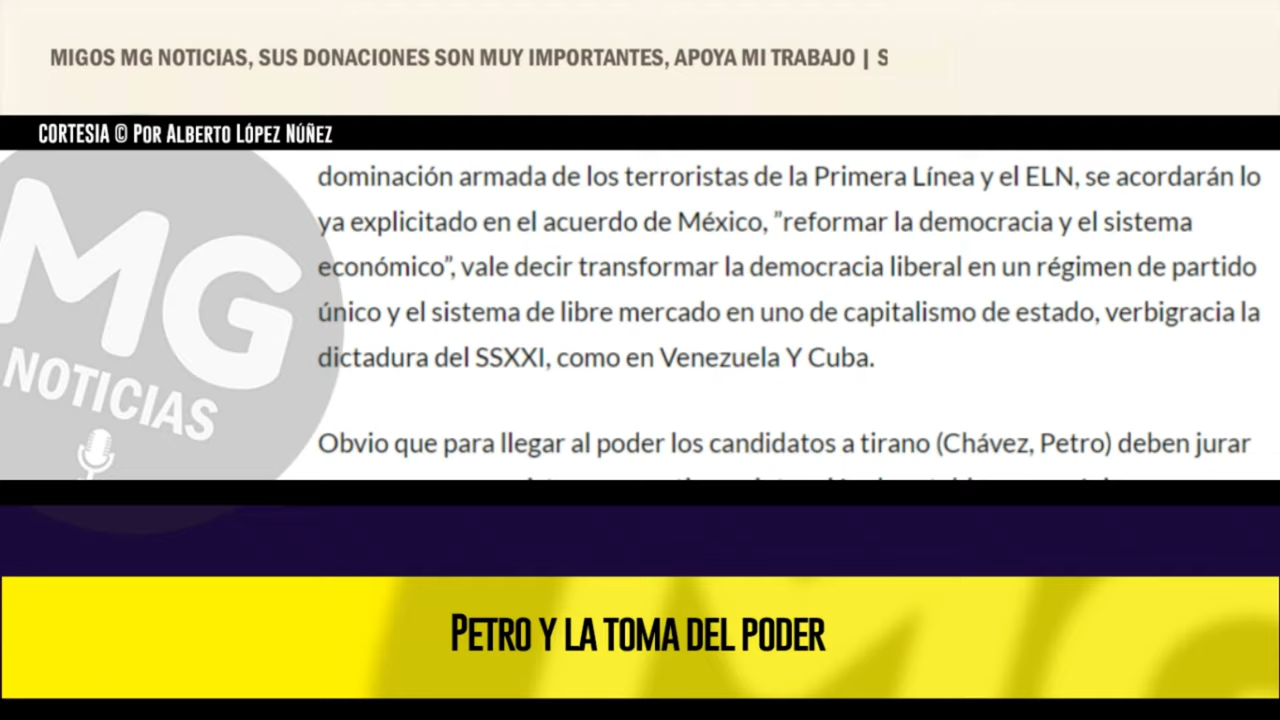 MIGOS MG NOTICIAS, SUS DONACIONES SON MUY IMPORTANTES, APOYA MI TRABAJO | S
CORTESIA © POR ALBERTO LÓPEZ NÚÑEZ
MG
NOTICIAS
dominación armada de los terroristas de la Primera Línea y el ELN, se acordarán lo
ya explicitado en el acuerdo de México, ”reformar la democracia y el sistema
económico”, vale decir transformar la democracia liberal en un régimen de partido
único y el sistema de libre mercado en uno de capitalismo de estado, verbigracia la
dictadura del SSXXI, como en Venezuela Y Cuba.
Obvio que para llegar al poder los candidatos a tirano (Chávez, Petro) deben jurar
PETRO Y LA TOMA DEL PODER